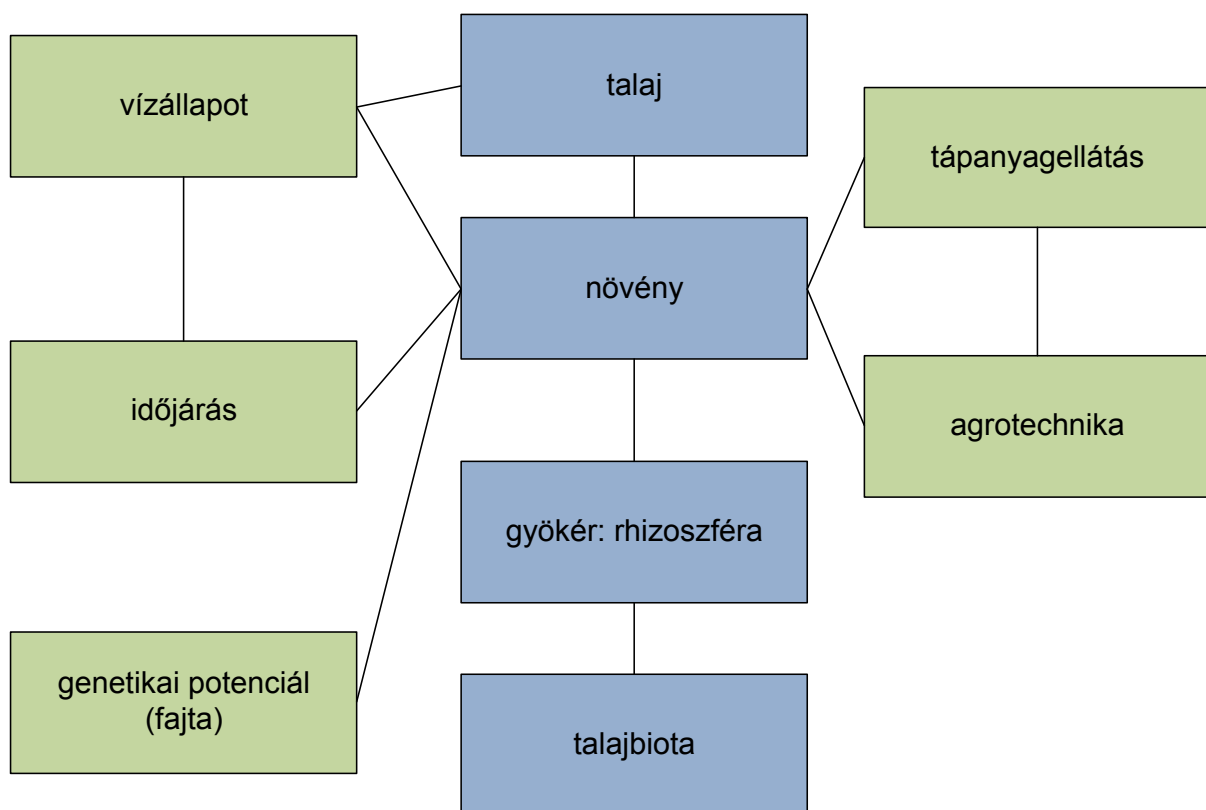 talaj
vízállapot
tápanyagellátás
növény
időjárás
agrotechnika
gyökér: rhizoszféra
genetikai potenciál
(fajta)
talajbiota